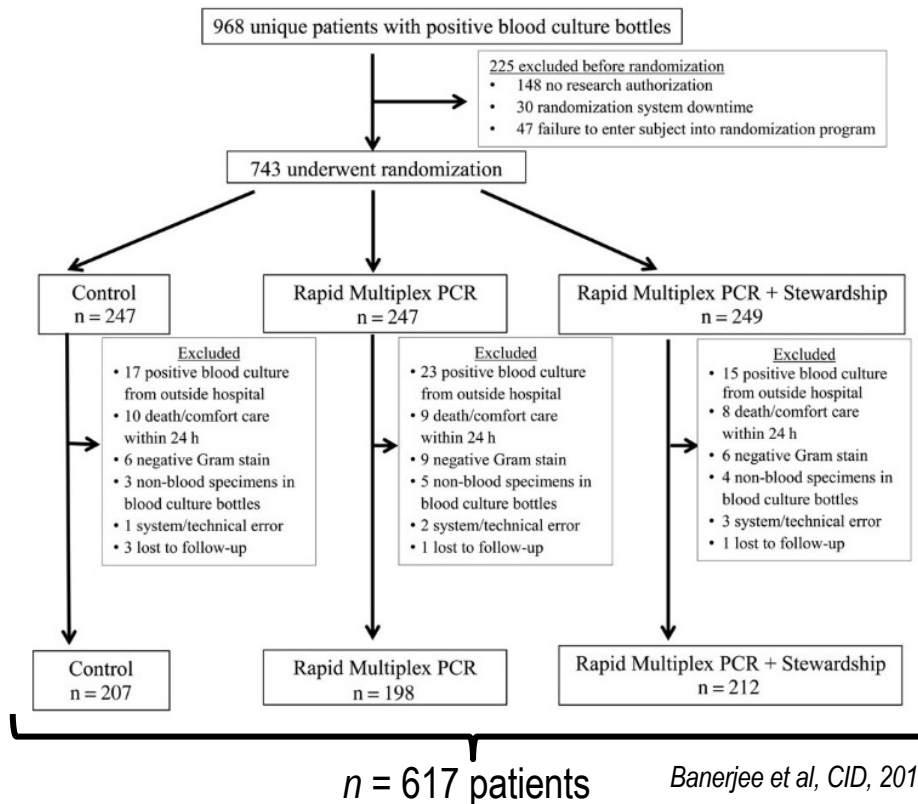 968 unique patients with positive blood culture bottles
225 excluded before randomization
• 148 no research authorization
• 30 randomization system downtime
• 47 failure to enter subject into randomization program
743 underwent randomization
Control
n = 247
Rapid Multiplex PCR
n = 247
Rapid Multiplex PCR + Stewardship
n = 249
Excluded
• 17 positive blood culture
from outside hospital
• 10 death/comfort care
within 24 h
• 6 negative Gram stain
• 3 non-blood specimens in
blood culture bottles
• 1 system/technical error
• 3 lost to follow-up
Excluded
• 23 positive blood culture
from outside hospital
• 9 death/comfort care
within 24 h
• 9 negative Gram stain
• 5 non-blood specimens in
blood culture bottles
• 2 system/technical error
• 1 lost to follow-up
Excluded
• 15 positive blood culture
from outside hospital
• 8 death/comfort care
within 24 h
• 6 negative Gram stain
• 4 non-blood specimens in
blood culture bottles
• 3 system/technical error
• 1 lost to follow-up
Control
n = 207
Rapid Multiplex PCR
n = 198
Rapid Multiplex PCR + Stewardship
n = 212
n = 617 patients
Banerjee et al, CID, 201